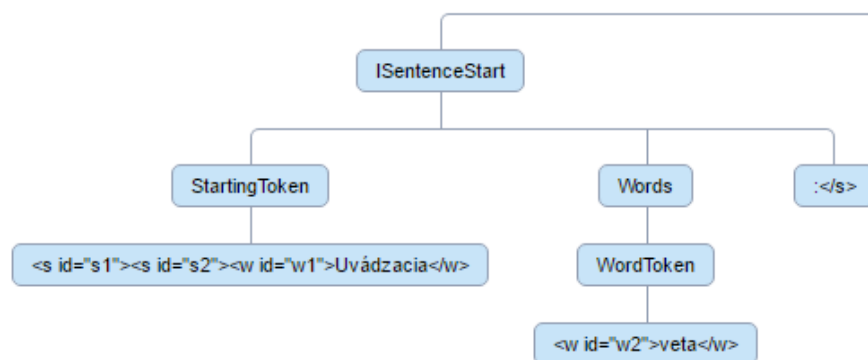 ISentenceStart
StartingToken
Words
:</s>
<s id="s1"><s id="s2"><w id="w1">Uvádzacia</w>
WordToken
<w id="w2">veta</w>